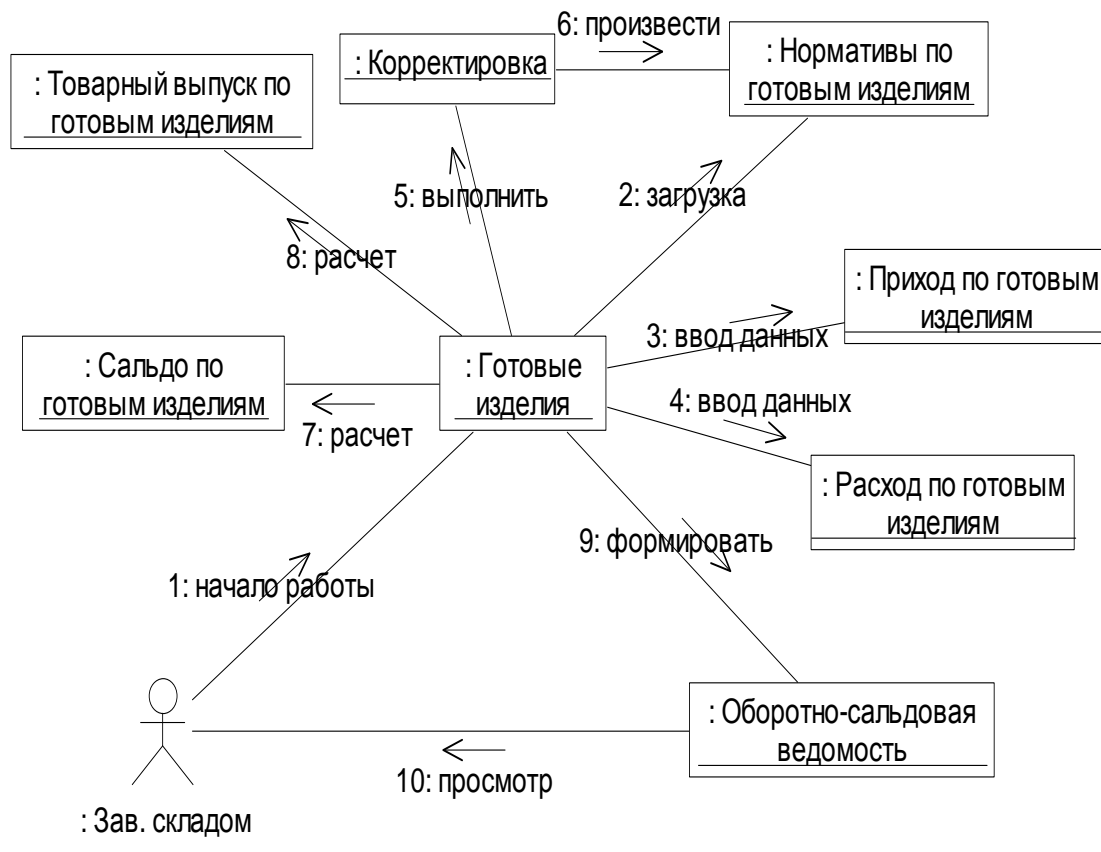 6: произвести
: Корректировка
: Нормативы по
готовым изделиям
: Товарный выпуск по
готовым изделиям
5: выполнить
2: загрузка
8: расчет
: Приход по готовым
изделиям
3: ввод данных
: Сальдо по
готовым изделиям
: Готовые
изделия
4: ввод данных
7: расчет
: Расход по готовым
изделиям
9: формировать
1: начало работы
: Оборотно-сальдовая
ведомость
10: просмотр
: Зав. складом